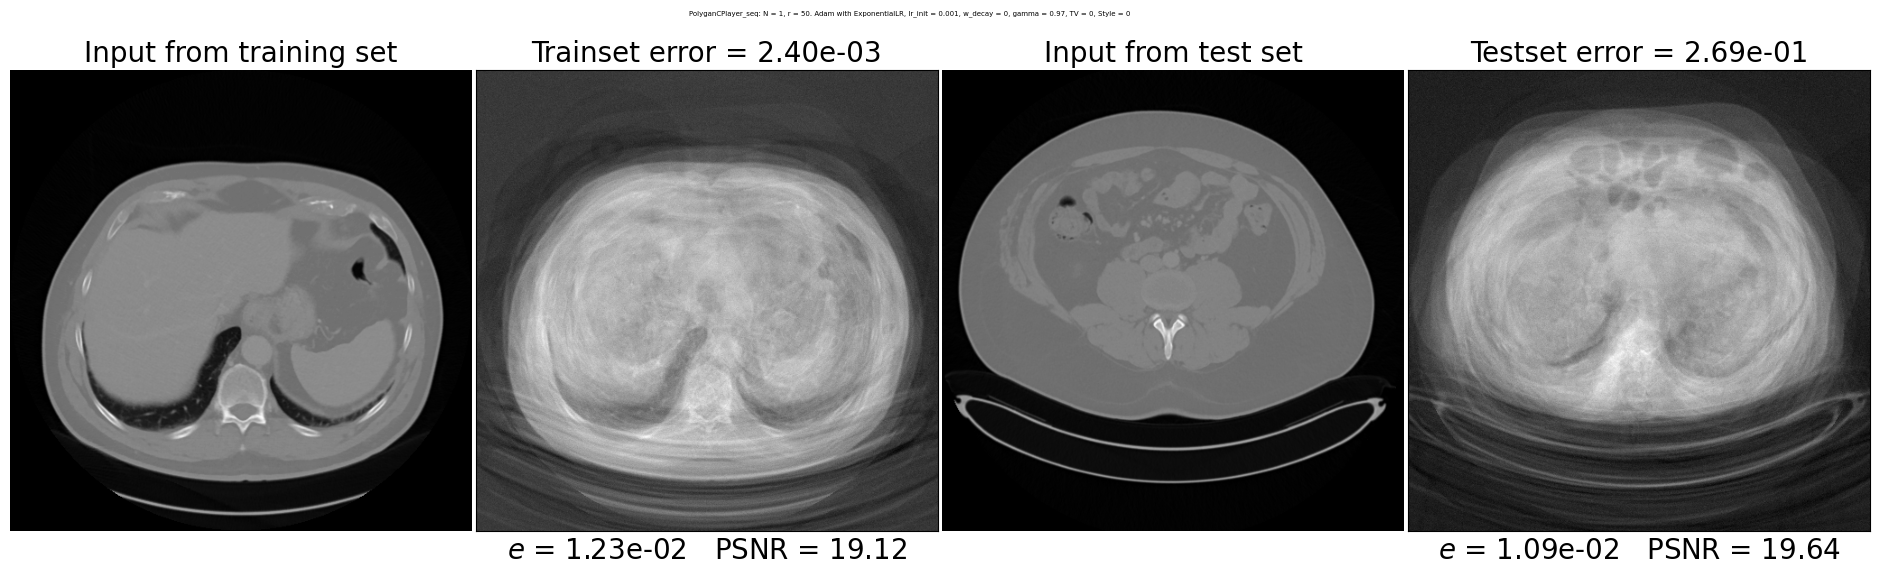 PolyganCPlayer_seq: N = 1, r = 50. Adam with ExponentialLR, lr_init = 0.001, w_decay = 0, gamma = 0.97, TV = 0, Style = 0
Input from training set
Trainset error = 2.40e-03
Input from test set
Testset error = 2.69e-01
e = 1.23e-02 PSNR = 19.12
e = 1.09e-02 PSNR = 19.64